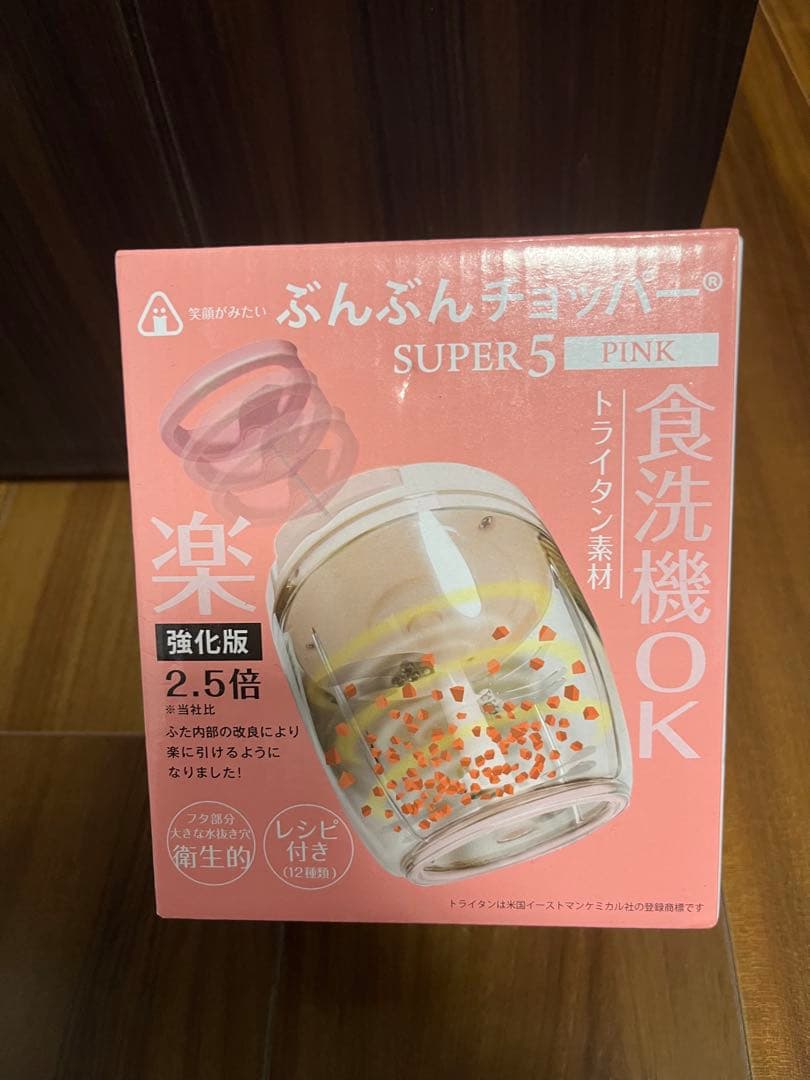 笑顔がみたい ぶんぶんチョッパー®
SUPER5 PINK
食洗機OK
トライタン素材
楽
強化版
2.5倍
※当社比
ふた内部の改良により
楽に引けるように
なりました!
フタ部分
大きな水抜き穴
衛生的
レシピ
付き
(12種類)
トライタンは米国イーストマンケミカル社の登録商標です